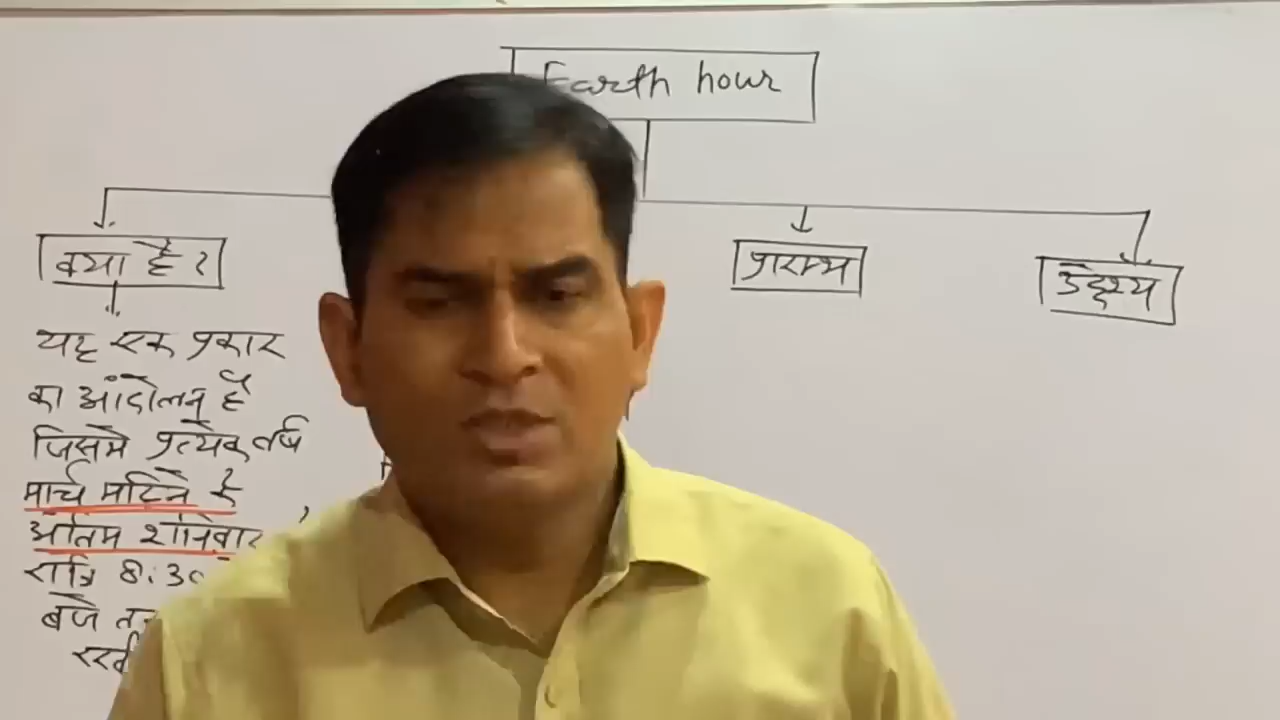 Earth hour
क्या है ?
प्रारम्भ
उद्देश्य
यह एक प्रकार
का आंदोलन है
जिसमें प्रत्येक वर्ष
मार्च महिने के
अंतिम शनिवार
रात्रि 8:30
बजे